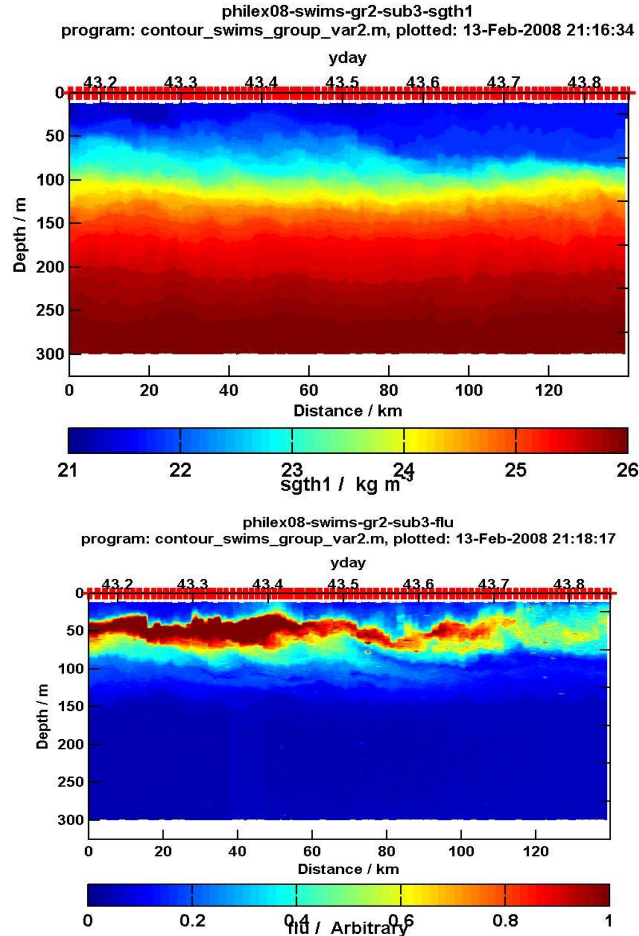 philex08-swims-gr2-sub3-sgth1
program: contour_swims_group_var2.m, plotted: 13-Feb-2008 21:16:34
yday
43.2 43.3 43.4 43.5 43.6 43.7 43.8
0
50
100
150
200
250
300
Depth / m
0 20 40 60 80 100 120
Distance / km
21 22 23 24 25 26
sgth1 / kg m-3
philex08-swims-gr2-sub3-flu
program: contour_swims_group_var2.m, plotted: 13-Feb-2008 21:18:17
yday
43.2 43.3 43.4 43.5 43.6 43.7 43.8
0
50
100
150
200
250
300
Depth / m
0 20 40 60 80 100 120
Distance / km
0 0.2 0.4 0.6 0.8 1
flu / Arbitrary